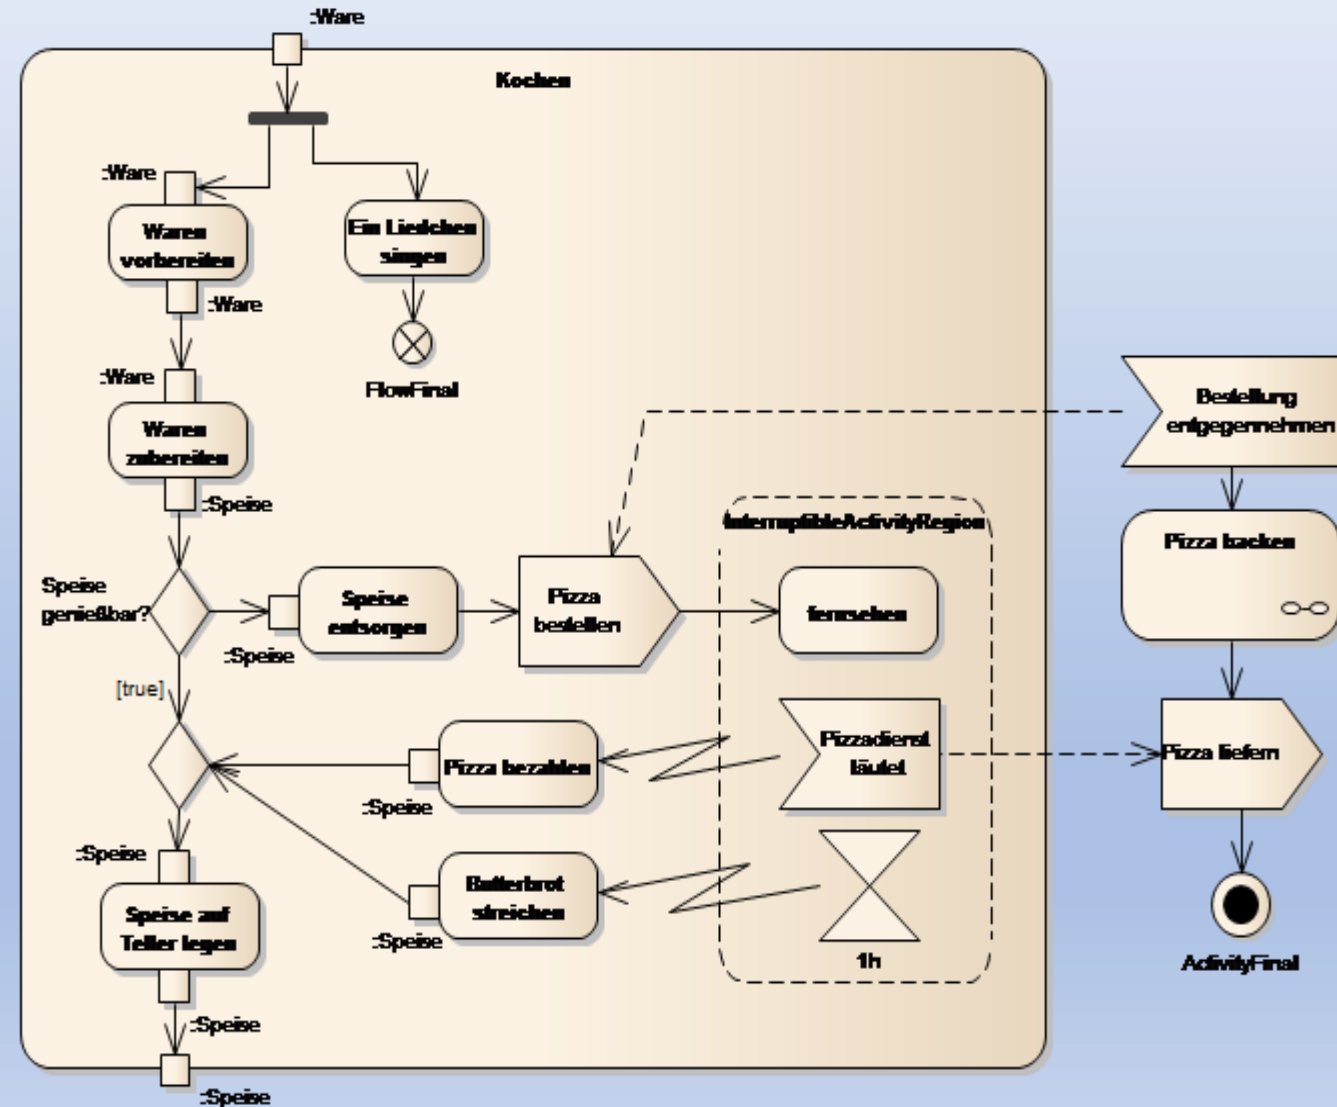 :Ware
Kochen
:Ware
Waren
vorbereiten
Ein Liedchen
singen
:Ware
FlowFinal
:Ware
Waren
zubereiten
:Speise
Bestellung
entgegennehmen
InterruptibleActivityRegion
Pizza backen
Speise
genießbar?
Speise
entsorgen
:Speise
Pizza
bestellen
fernsehen
[true]
Pizza bezahlen
:Speise
Pizzadienst
läutet
Pizza liefern
:Speise
Butterbrot
streichen
:Speise
1h
Speise auf
Teller legen
ActivityFinal
:Speise
:Speise